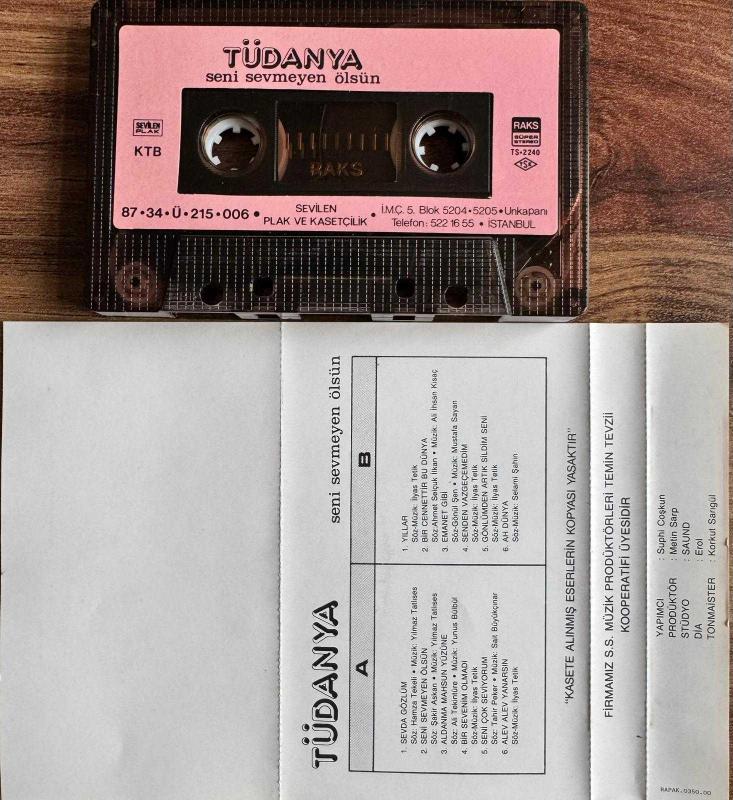 TÜDANYA
seni sevmeyen ölsün
SEVİLEN
PLAK
KTB
RAKS
RAKS
SÜPER
STEREO
TS•2240
TSE
87•34•Ü•215•006 •
SEVİLEN
PLAK VE KASETÇİLİK •
İ.M.Ç. 5. Blok 5204•5205•Unkapanı
Telefon: 522 16 55 • İSTANBUL
TÜDANYA
seni sevmeyen ölsün
A
1. SEVDA GÖZLÜM
Söz: Hamza Tekeli • Müzik: Yılmaz Tatlıses
2. SENİ SEVMEYEN ÖLSÜN
Söz: Şakir Askan • Müzik: Yılmaz Tatlıses
3. ALDANMA MAHSUN YÜZÜNE
Söz: Ali Tekintüre • Müzik: Yunus Bülbül
4. BİR SEVENİM OLMADI
Söz-Müzik: İlyas Tetik
5. SENİ ÇOK SEVİYORUM
Söz: Tahir Peker • Müzik: Sait Büyükçınar
6. ALEV ALEV YANARSIN
Söz-Müzik: İlyas Tetik
B
1. YILLAR
Söz-Müzik: İlyas Tetik
2. BİR CENNETTİR BU DÜNYA
Söz:Ahmet Selçuk İlkan • Müzik: Ali İhsan Kısaç
3. EMANET GİBİ
Söz:Gönül Şen • Müzik: Mustafa Sayan
4. SENDEN VAZGEÇEMEDİM
Söz-Müzik: İlyas Tetik
5. GÖNLÜMDEN ARTIK SİLDİM SENİ
Söz-Müzik: İlyas Tetik
6. AH DÜNYA
Söz-Müzik: Selami Şahin
"KASETE ALINMIŞ ESERLERİN KOPYASI YASAKTIR"
FİRMAMIZ S.S. MÜZİK PRODÜKTÖRLERİ TEMİN TEVZİİ
KOOPERATİFİ ÜYESİDİR
YAPIMCI : Suphi Coşkun
PRODÜKTÖR : Metin Sarp
STÜDYO : SAUND
DİA : Erol
TONMAİSTER : Korkut Sarıgül
RAPAK.0350.00